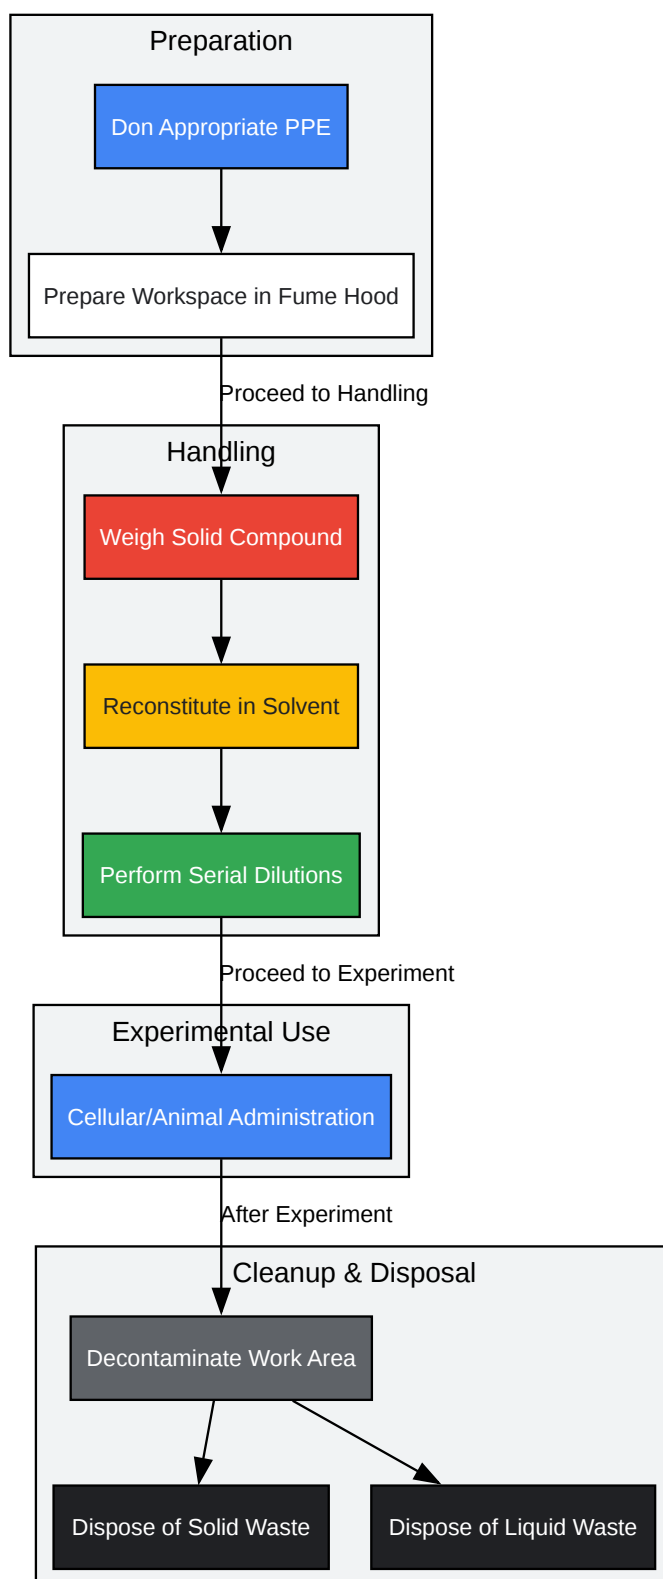 Preparation
Don Appropriate PPE
Prepare Workspace in Fume Hood
Proceed to Handling
Handling
Weigh Solid Compound
Reconstitute in Solvent
Perform Serial Dilutions
Proceed to Experiment
Experimental Use
Cellular/Animal Administration
After Experiment
Cleanup & Disposal
Decontaminate Work Area
Dispose of Solid Waste
Dispose of Liquid Waste